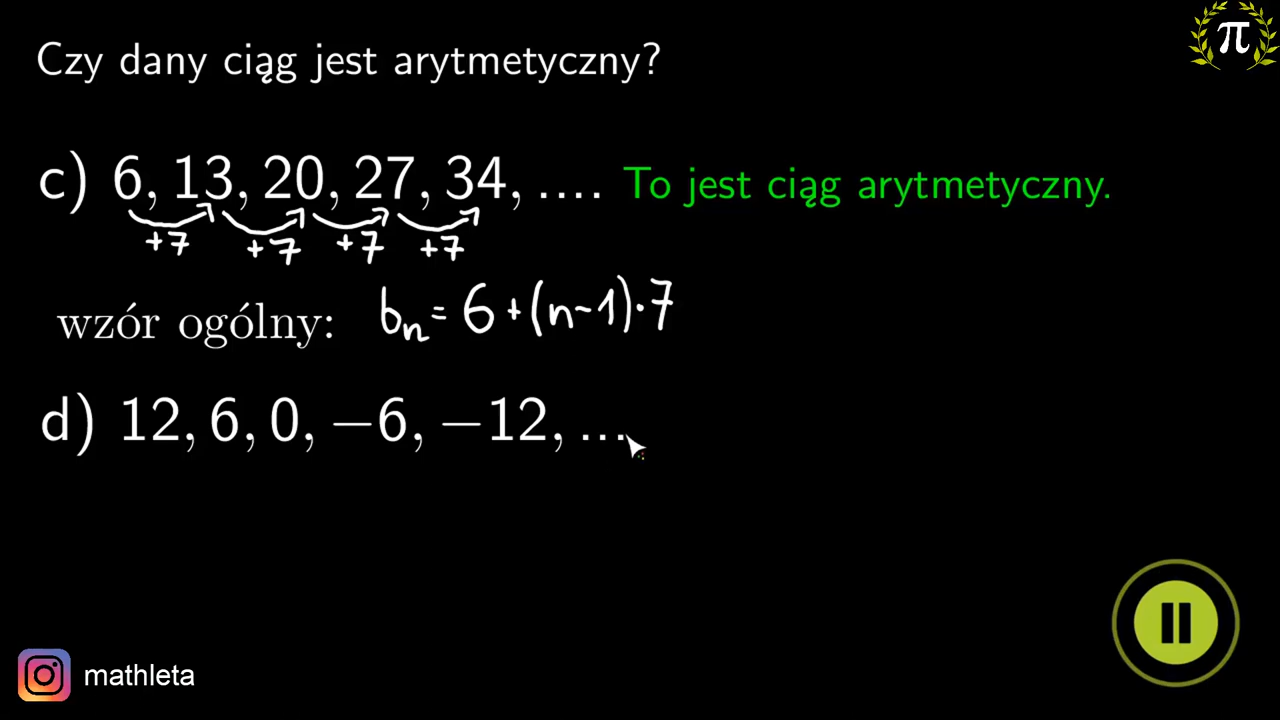 π
Czy dany ciąg jest arytmetyczny?
c) 6, 13, 20, 27, 34, .... To jest ciąg arytmetyczny.
+7 +7 +7 +7
wzór ogólny: bₙ = 6 + (n-1)·7
d) 12, 6, 0, −6, −12, ...
mathleta